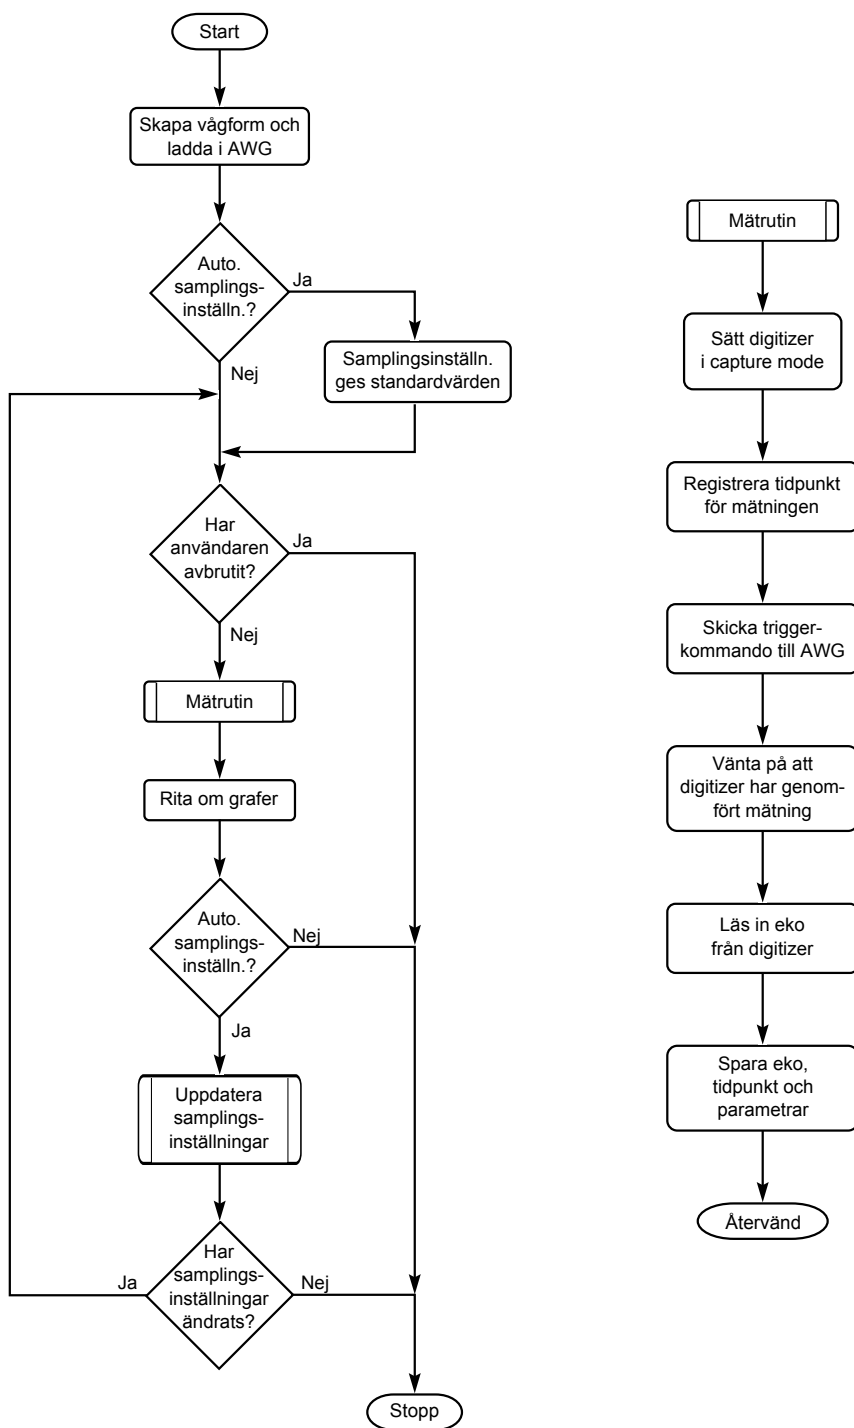 Start
Skapa vågform och
ladda i AWG
Auto.
samplings-
inställn.?
Ja
Nej
Samplingsinställn.
ges standardvärden
Har
användaren
avbrutit?
Ja
Nej
Mätrutin
Rita om grafer
Auto.
samplings-
inställn.?
Nej
Ja
Uppdatera
samplings-
inställningar
Har
samplings-
inställningar
ändrats?
Ja
Nej
Stopp
Mätrutin
Sätt digitizer
i capture mode
Registrera tidpunkt
för mätningen
Skicka trigger-
kommando till AWG
Vänta på att
digitizer har genom-
fört mätning
Läs in eko
från digitizer
Spara eko,
tidpunkt och
parametrar
Återvänd